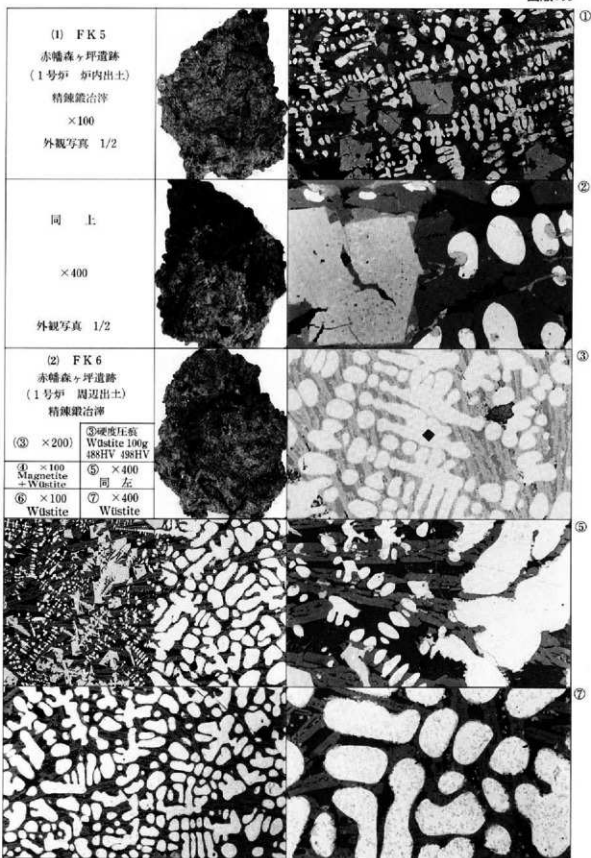 (1) FK5
赤幡森ヶ坪遺跡
(1号炉 炉内出土)
精錬鍛冶滓
×100
外観写真 1/2
①
同 上
×400
外観写真 1/2
②
(2) FK6
赤幡森ヶ坪遺跡
(1号炉 周辺出土)
精錬鍛冶滓
(③ ×200)
③硬度圧痕
Wüstite 100g
488HV 498HV
④ ×100
Magnetite
+Wüstite
⑤ ×400
同 左
⑥ ×100
Wüstite
⑦ ×400
Wüstite
③
⑤
⑦